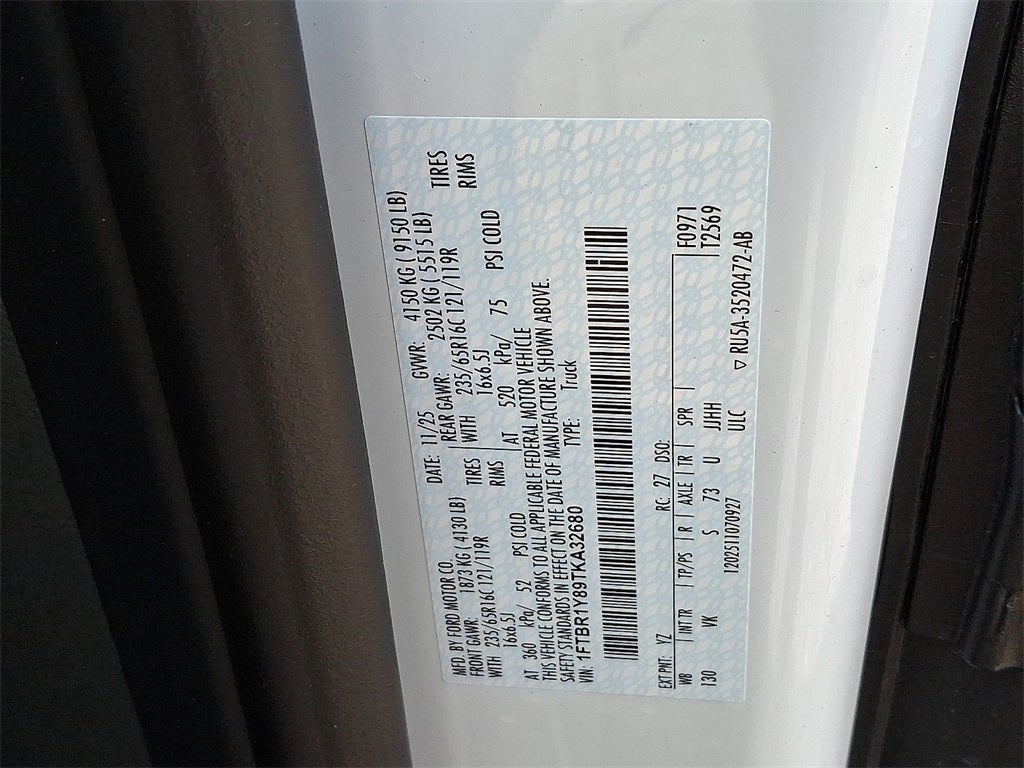 MFD. BY FORD MOTOR CO.
DATE: 11/25 GVWR: 4150 KG ( 9150 LB)
FRONT GAWR: 1873 KG ( 4130 LB)
REAR GAWR: 2502 KG ( 5515 LB)
WITH 235/65R16C 121/119R TIRES
WITH 235/65R16C 121/119R TIRES
16x6.5J RIMS
16x6.5J RIMS
AT 360 kPa/ 52 PSI COLD
AT 520 kPa/ 75 PSI COLD
THIS VEHICLE CONFORMS TO ALL APPLICABLE FEDERAL MOTOR VEHICLE
SAFETY STANDARDS IN EFFECT ON THE DATE OF MANUFACTURE SHOWN ABOVE.
VIN: 1FTBR1Y89TKA32680 TYPE: Truck
EXT PNT: YZ RC: 27 DSO: F0971
WB INT TR TP/PS R AXLE TR SPR T2569
130 VK S 73 U JJHH
ULC
12025111070927 RU5A-3520472-AB